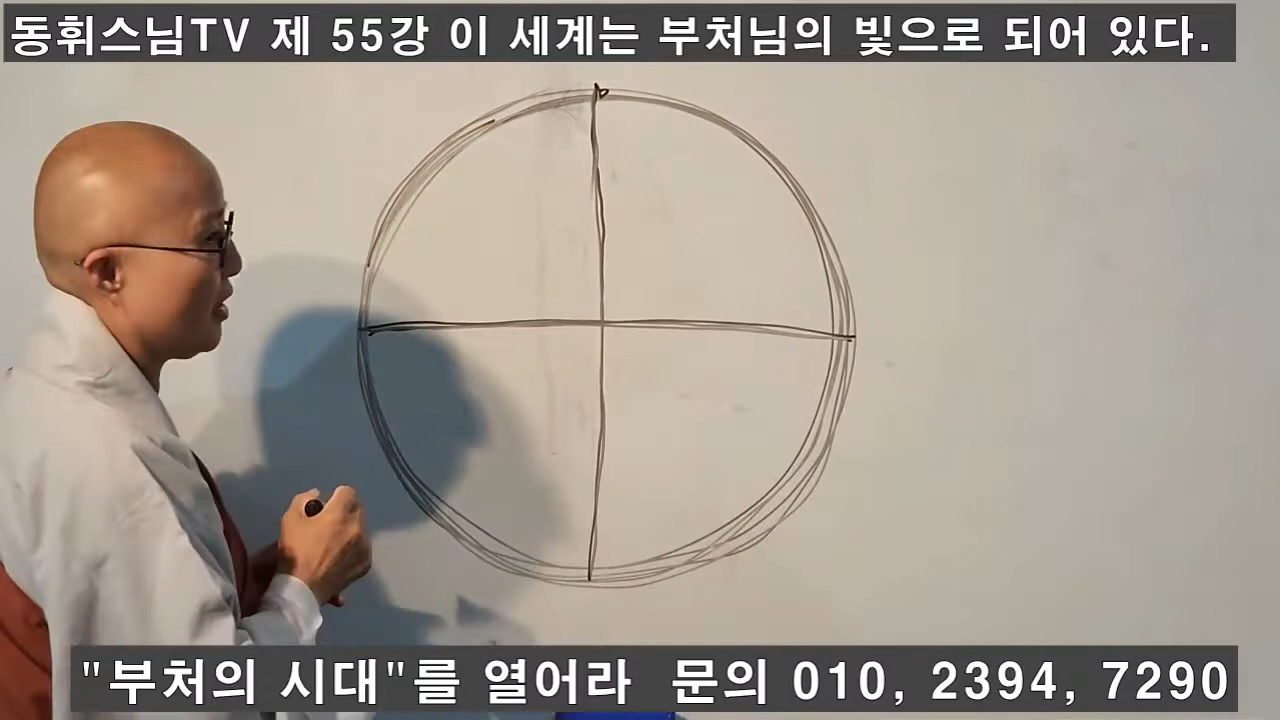 동휘스님TV 제 55강 이 세계는 부처님의 빛으로 되어 있다.
"부처의 시대"를 열어라 문의 010, 2394, 7290